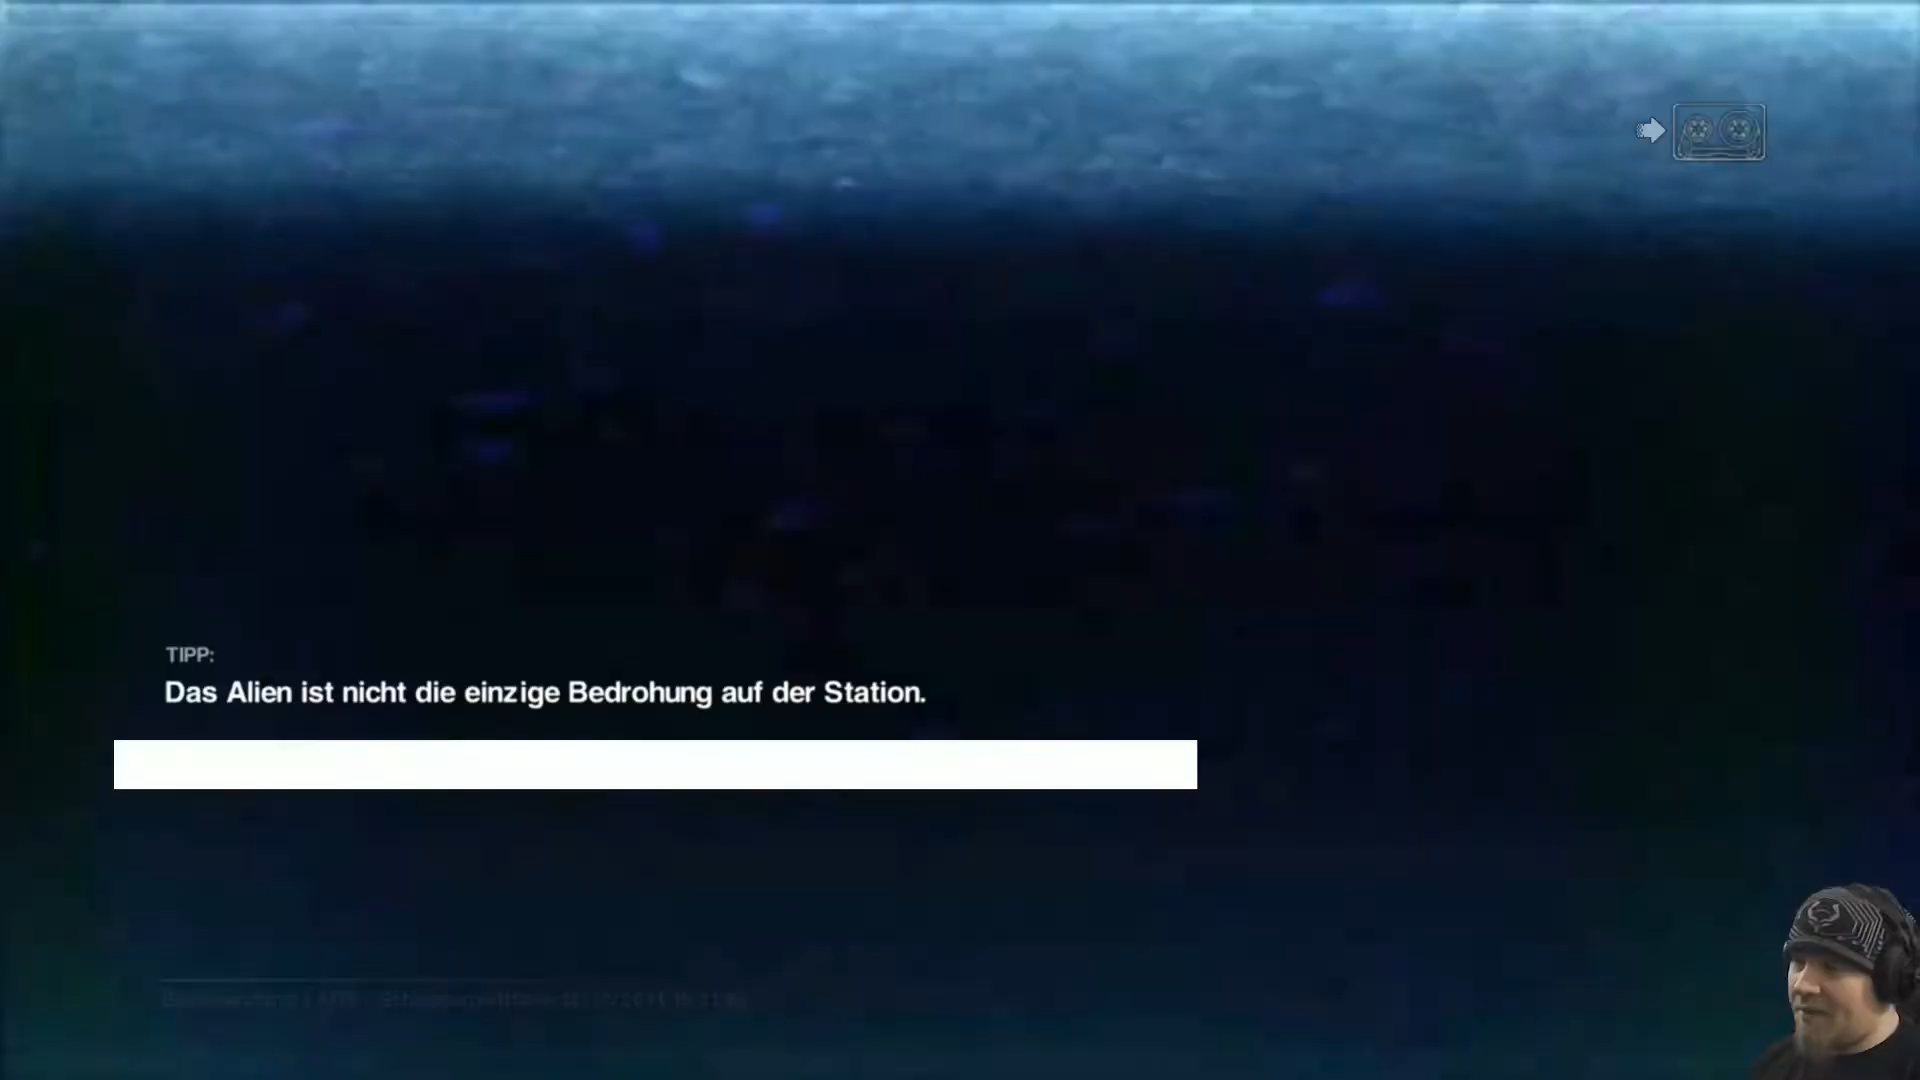 TIPP:
Das Alien ist nicht die einzige Bedrohung auf der Station.